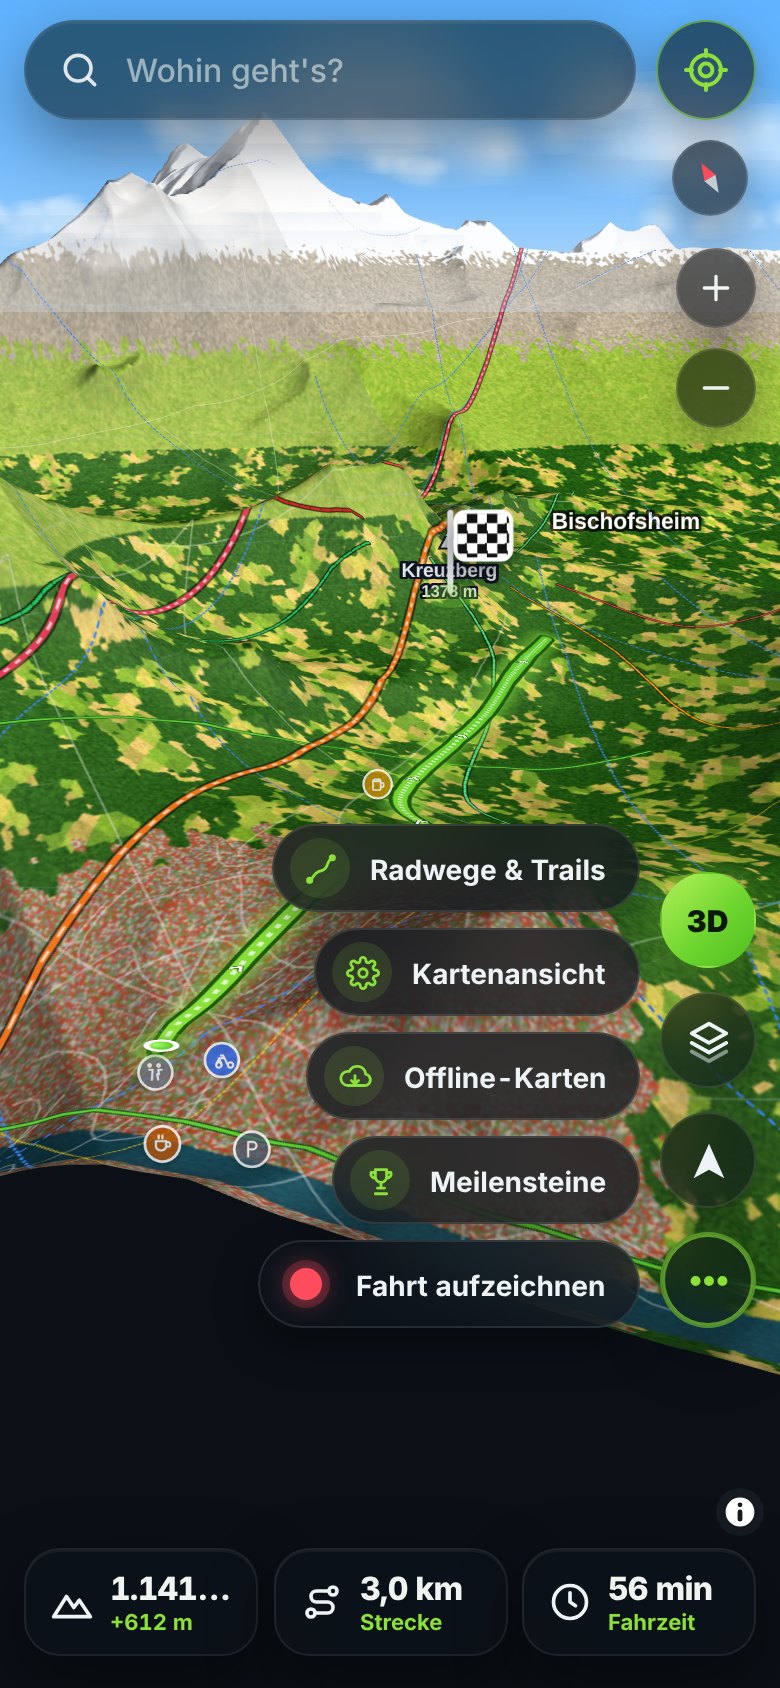 Wohin geht's?
Bischofsheim
Kreuzberg
1378 m
Radwege & Trails
3D
Kartenansicht
Offline-Karten
P
Meilensteine
Fahrt aufzeichnen
1.141…
+612 m
3,0 km
Strecke
56 min
Fahrzeit